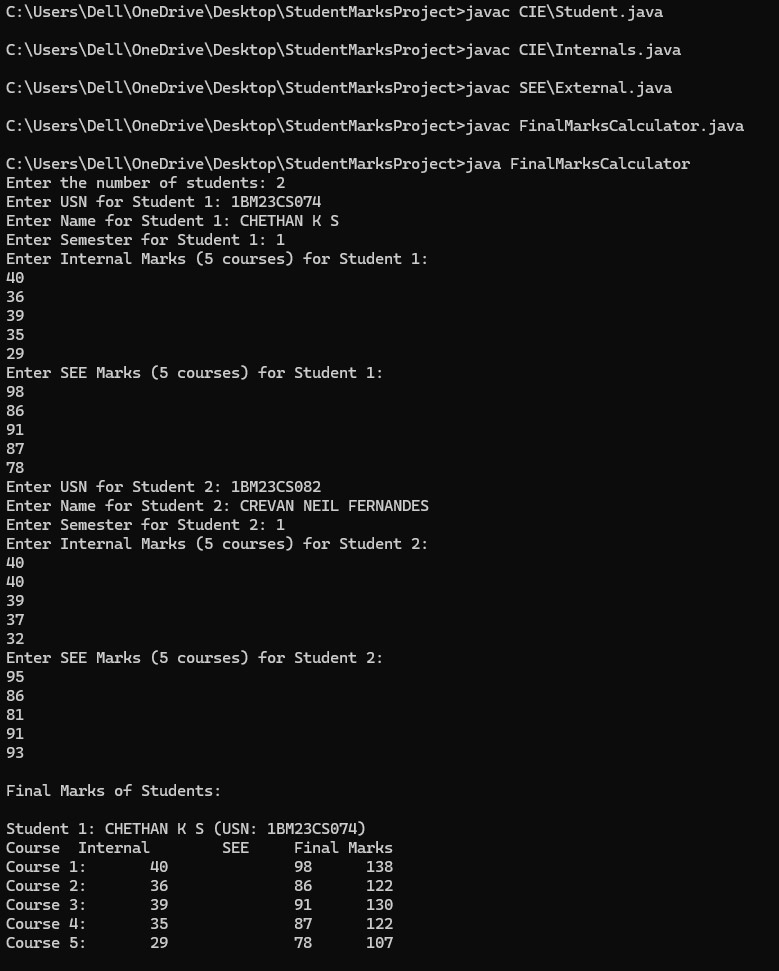 C:\Users\Dell\OneDrive\Desktop\StudentMarksProject>javac CIE\Student.java
C:\Users\Dell\OneDrive\Desktop\StudentMarksProject>javac CIE\Internals.java
C:\Users\Dell\OneDrive\Desktop\StudentMarksProject>javac SEE\External.java
C:\Users\Dell\OneDrive\Desktop\StudentMarksProject>javac FinalMarksCalculator.java
C:\Users\Dell\OneDrive\Desktop\StudentMarksProject>java FinalMarksCalculator
Enter the number of students: 2
Enter USN for Student 1: 1BM23CS074
Enter Name for Student 1: CHETHAN K S
Enter Semester for Student 1: 1
Enter Internal Marks (5 courses) for Student 1:
40
36
39
35
29
Enter SEE Marks (5 courses) for Student 1:
98
86
91
87
78
Enter USN for Student 2: 1BM23CS082
Enter Name for Student 2: CREVAN NEIL FERNANDES
Enter Semester for Student 2: 1
Enter Internal Marks (5 courses) for Student 2:
40
40
39
37
32
Enter SEE Marks (5 courses) for Student 2:
95
86
81
91
93
Final Marks of Students:
Student 1: CHETHAN K S (USN: 1BM23CS074)
Course  Internal        SEE     Final Marks
Course 1:       40              98      138
Course 2:       36              86      122
Course 3:       39              91      130
Course 4:       35              87      122
Course 5:       29              78      107